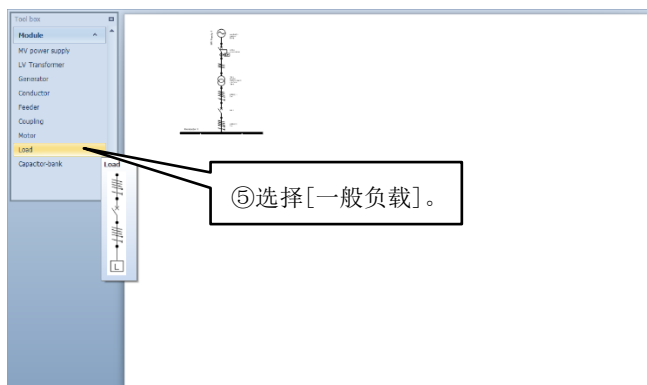 Tool box
Module
MV power supply
LV Transformer
Generator
Conductor
Feeder
Coupling
Motor
Load
Capactor-bank
Load
L
⑤选择[一般负载]。